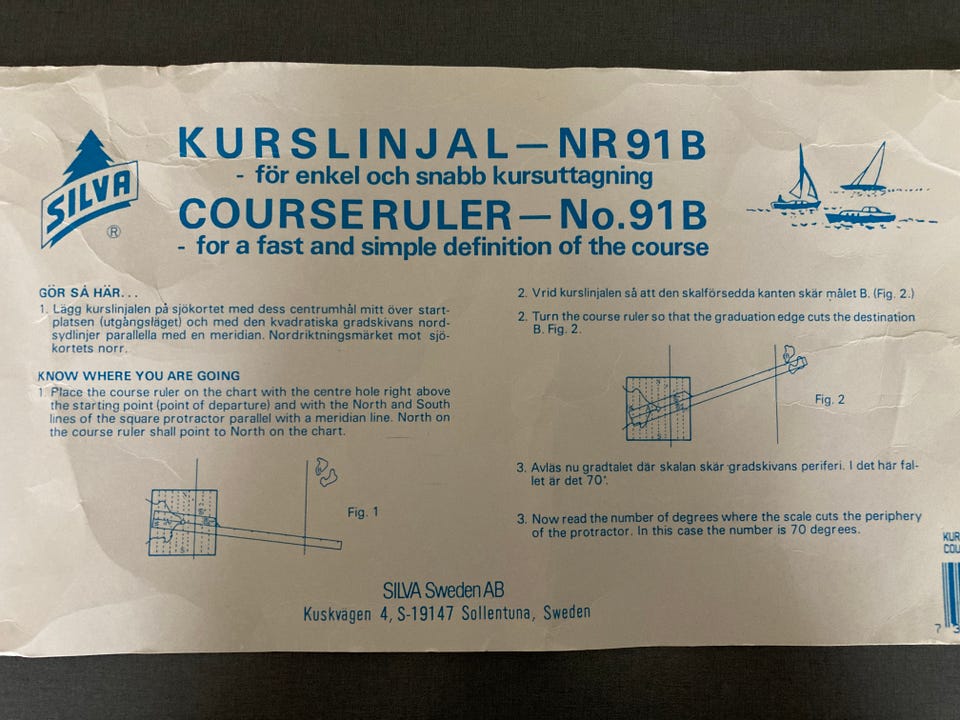 SILVA
®
KURSLINJAL — NR 91 B
- för enkel och snabb kursuttagning
COURSE RULER — No. 91 B
- for a fast and simple definition of the course
GÖR SÅ HÄR...
1. Lägg kurslinjalen på sjökortet med dess centrumhål mitt över start-
platsen (utgångsläget) och med den kvadratiska gradskivans nord-
sydlinjer parallella med en meridian. Nordriktningsmärket mot sjö-
kortets norr.
KNOW WHERE YOU ARE GOING
1. Place the course ruler on the chart with the centre hole right above
the starting point (point of departure) and with the North and South
lines of the square protractor parallel with a meridian line. North on
the course ruler shall point to North on the chart.
Fig. 1
2. Vrid kurslinjalen så att den skalförsedda kanten skär målet B. (Fig. 2.)
2. Turn the course ruler so that the graduation edge cuts the destination
B. Fig. 2.
Fig. 2
3. Avläs nu gradtalet där skalan skär gradskivans periferi. I det här fal-
let är det 70°.
3. Now read the number of degrees where the scale cuts the periphery
of the protractor. In this case the number is 70 degrees.
SILVA Sweden AB
Kuskvägen 4, S-19147 Sollentuna, Sweden
KUR
COU
7 3